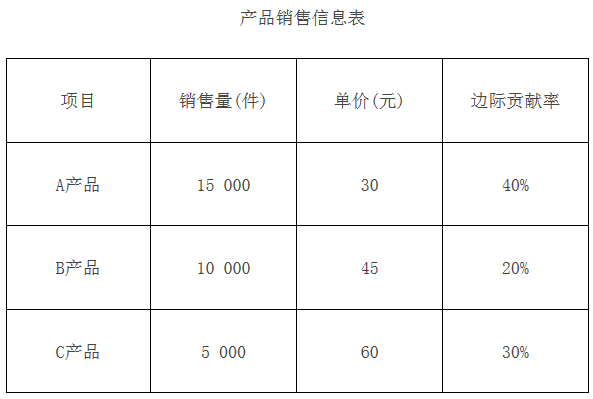 产品销售信息表
项目 销售量(件) 单价(元) 边际贡献率
A产品 15 000 30 40%
B产品 10 000 45 20%
C产品 5 000 60 30%